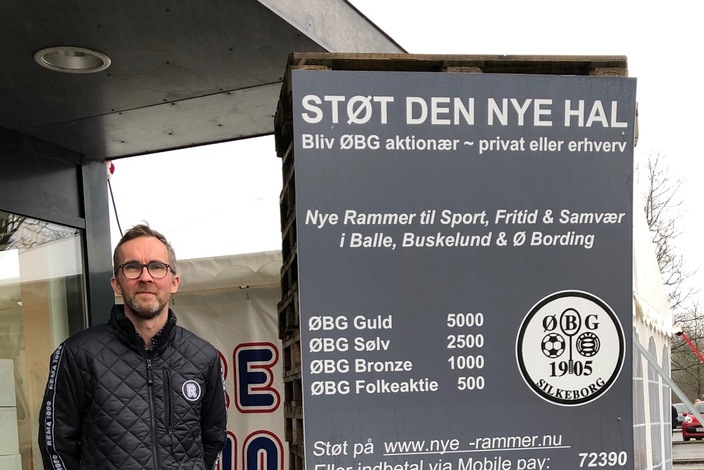 STØT DEN NYE HAL
Bliv ØBG aktionær ~ privat eller erhverv
Nye Rammer til Sport, Fritid & Samvær
i Balle, Buskelund & Ø Bording
ØBG Guld 5000
ØBG Sølv 2500
ØBG Bronze 1000
ØBG Folkeaktie 500
ØBG
1905
SILKEBORG
Støt på www.nye -rammer.nu
Eller indbetal via Mobile pay: 72390
REMA 1000
R